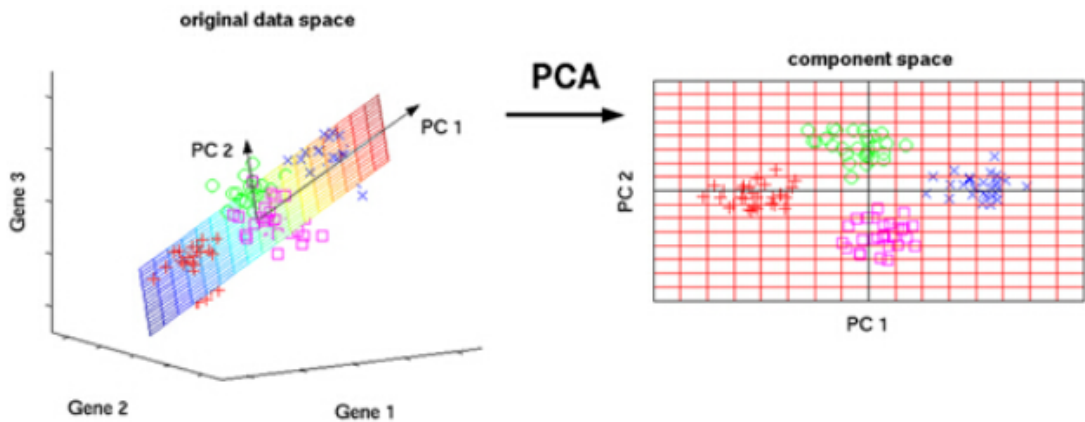 original data space
Gene 3
PC 2
PC 1
Gene 2
Gene 1
PCA
component space
PC 2
PC 1